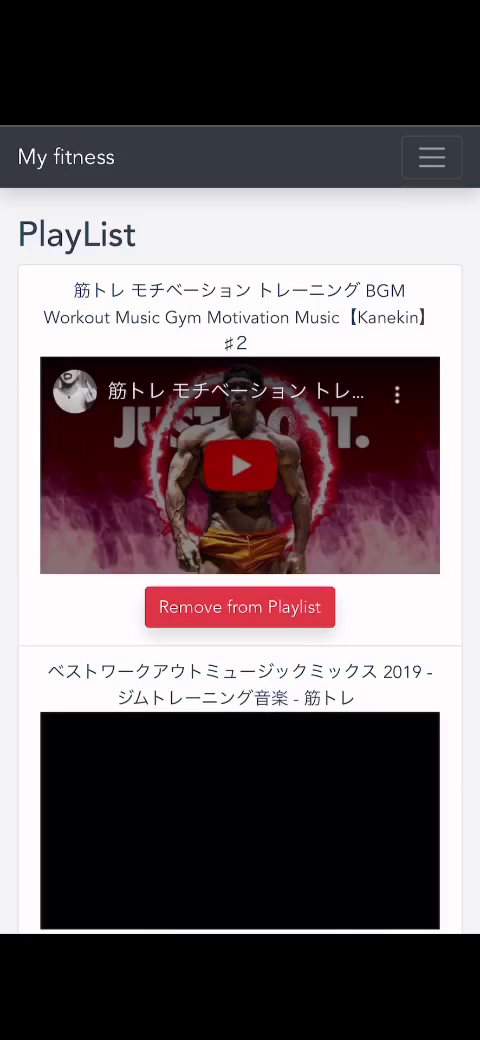 My fitness
PlayList
筋トレ モチベーション トレーニング BGM
Workout Music Gym Motivation Music【Kanekin】
♯2
筋トレ モチベーション トレ...
JUST DO IT.
Remove from Playlist
ベストワークアウトミュージックミックス 2019 -
ジムトレーニング音楽 - 筋トレ